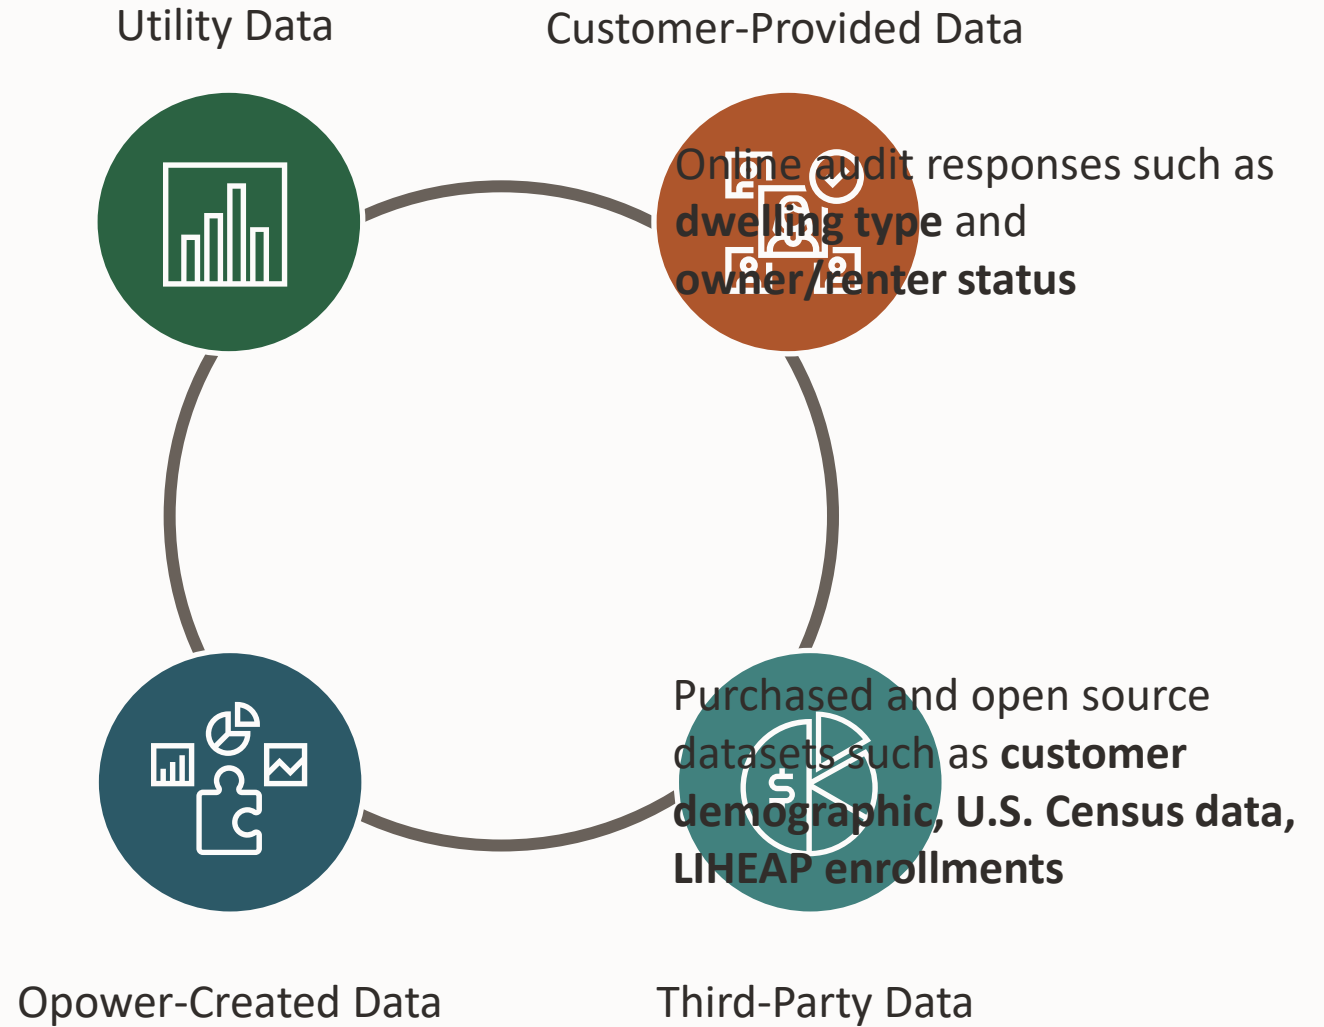 Utility Data
Customer-Provided Data
Online audit responses such as
dwelling type and
owner/renter status
Purchased and open source
datasets such as customer
demographic, U.S. Census data,
LIHEAP enrollments
$
Opower-Created Data
Third-Party Data